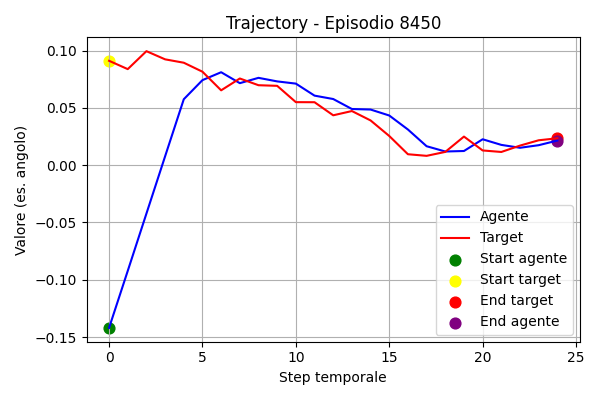 Trajectory - Episodio 8450
Valore (es. angolo)
0.10
0.05
0.00
−0.05
−0.10
−0.15
0
5
10
15
20
25
Step temporale
Agente
Target
Start agente
Start target
End target
End agente